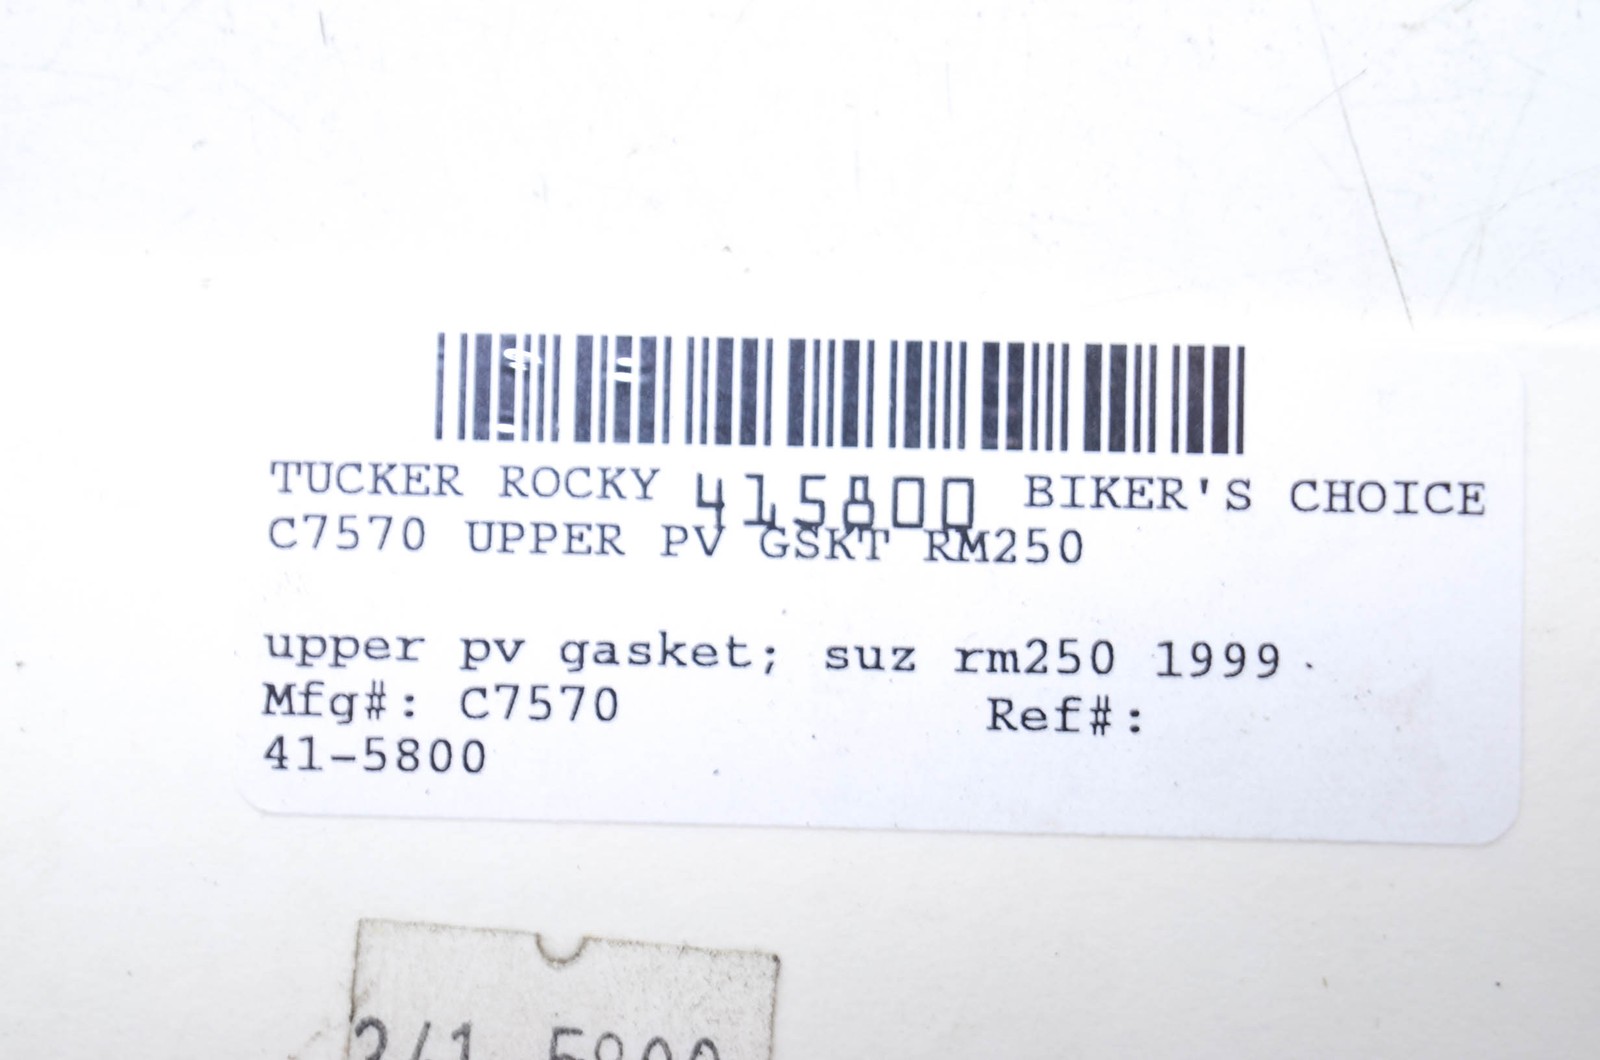 TUCKER ROCKY 415800 BIKER'S CHOICE
C7570 UPPER PV GSKT RM250
upper pv gasket; suz rm250 1999
Mfg#: C7570 Ref#:
41-5800